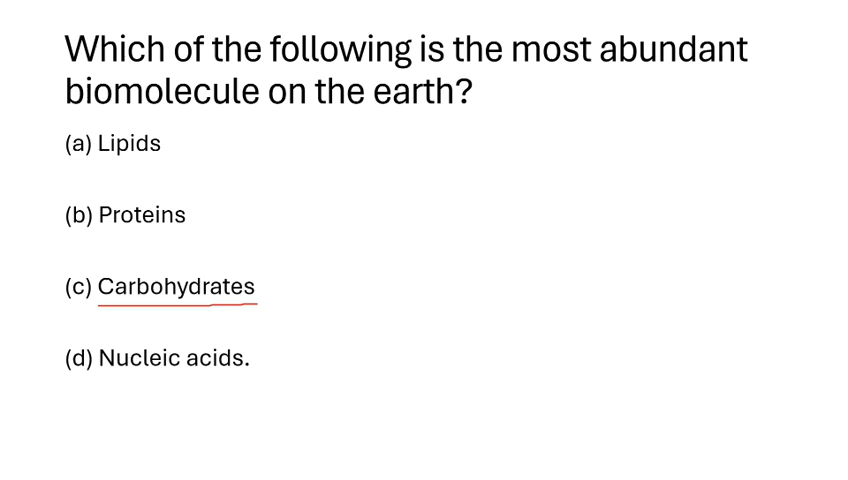 Which of the following is the most abundant
biomolecule on the earth?
(a) Lipids
(b) Proteins
(c) Carbohydrates
(d) Nucleic acids.